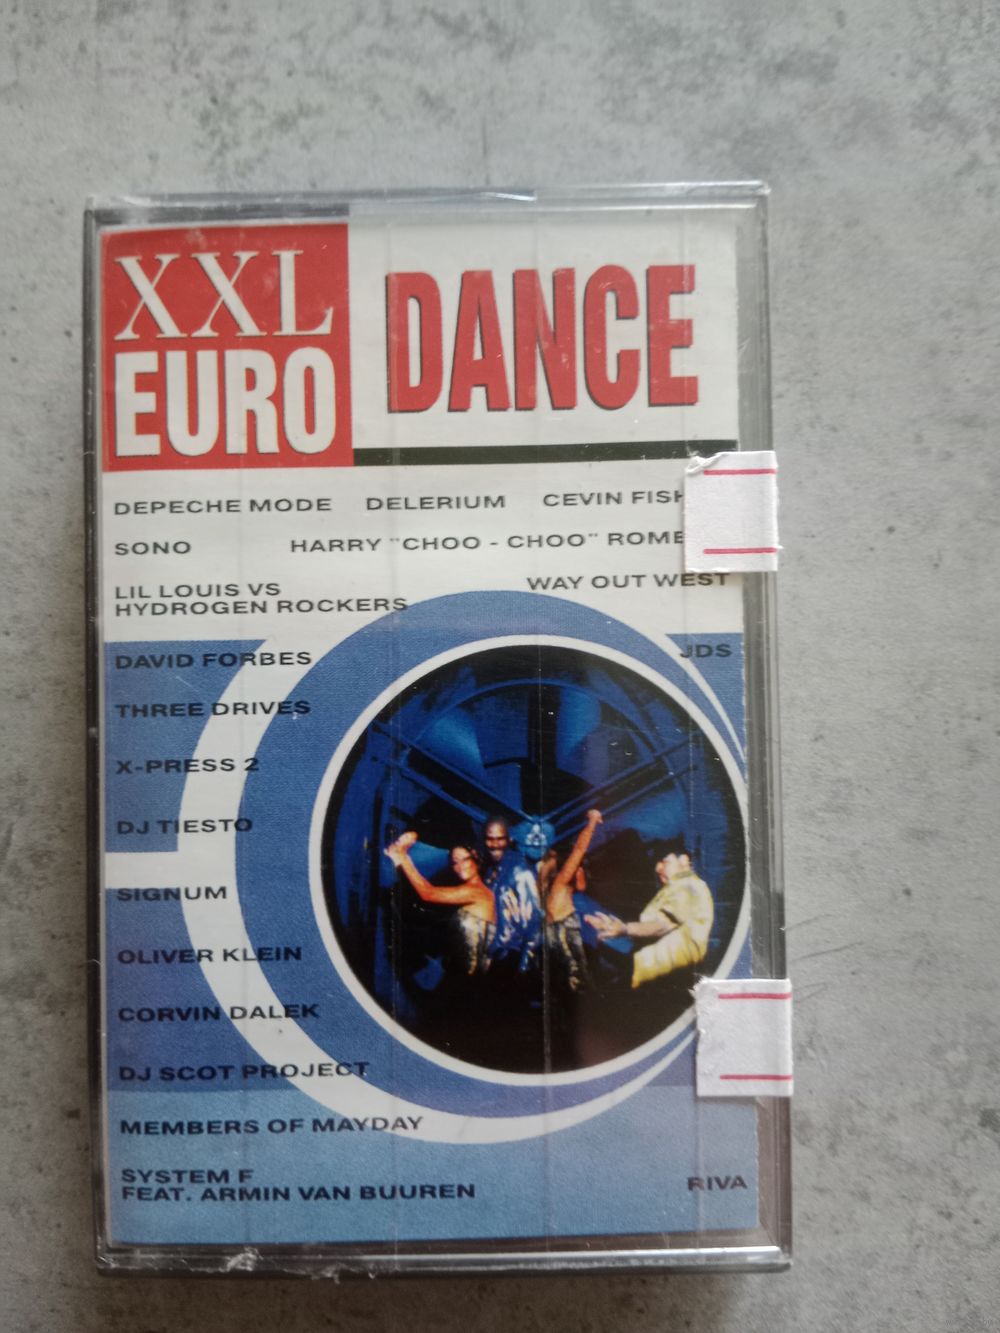 XXL
EURO
DANCE
DEPECHE MODE DELERIUM CEVIN
SONO HARRY "CHOO - CHOO"
LIL LOUIS VS
HYDROGEN ROCKERS
WAY OUT WEST
DAVID FORBES
JDS
THREE DRIVES
X-PRESS 2
DJ TIESTO
SIGNUM
OLIVER KLEIN
CORVIN DALEK
DJ SCOT PROJECT
MEMBERS OF MAYDAY
SYSTEM F
FEAT. ARMIN VAN BUUREN
RIVA